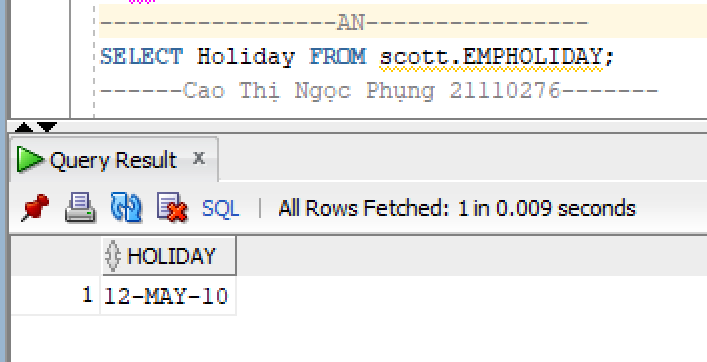 -----------------AN----------------
SELECT Holiday FROM scott.EMPHOLIDAY;
------Cao Thị Ngọc Phụng 21110276-------
Query Result x
SQL | All Rows Fetched: 1 in 0.009 seconds
HOLIDAY
1 12-MAY-10